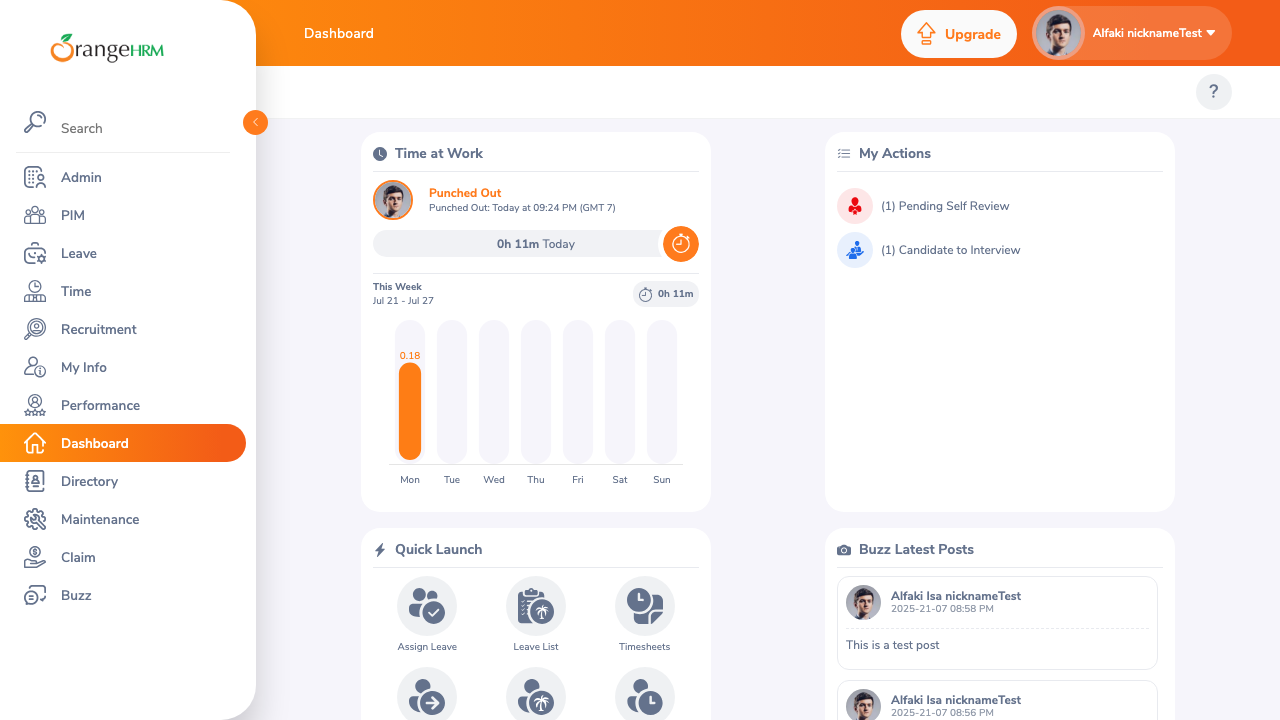 OrangeHRM
Search
Admin
PIM
Leave
Time
Recruitment
My Info
Performance
Dashboard
Directory
Maintenance
Claim
Buzz
Dashboard
Upgrade
Alfaki nicknameTest
?
Time at Work
Punched Out
Punched Out: Today at 09:24 PM (GMT 7)
0h 11m Today
This Week
Jul 21 - Jul 27
0h 11m
0.18
Mon Tue Wed Thu Fri Sat Sun
My Actions
(1) Pending Self Review
(1) Candidate to Interview
Quick Launch
Assign Leave
Leave List
Timesheets
Buzz Latest Posts
Alfaki Isa nicknameTest
2025-21-07 08:58 PM
This is a test post
Alfaki Isa nicknameTest
2025-21-07 08:56 PM